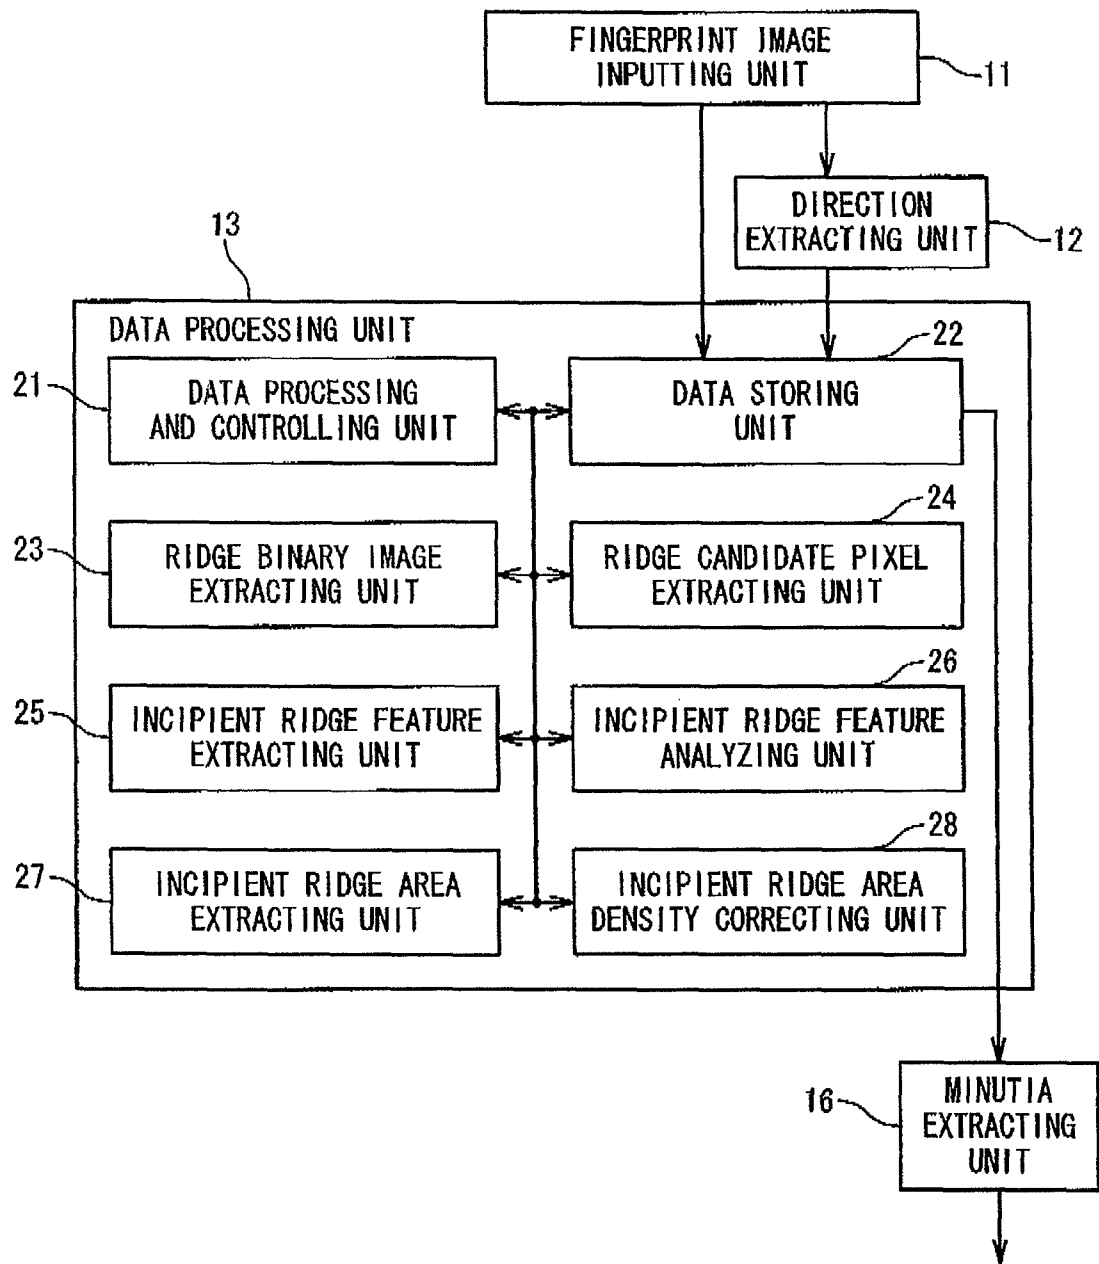 FINGERPRINT IMAGE
INPUTTING UNIT
11
DIRECTION
EXTRACTING UNIT
12
13
DATA PROCESSING UNIT
21
DATA PROCESSING
AND CONTROLLING UNIT
22
DATA STORING
UNIT
23
RIDGE BINARY IMAGE
EXTRACTING UNIT
24
RIDGE CANDIDATE PIXEL
EXTRACTING UNIT
25
INCIPIENT RIDGE FEATURE
EXTRACTING UNIT
26
INCIPIENT RIDGE FEATURE
ANALYZING UNIT
27
INCIPIENT RIDGE AREA
EXTRACTING UNIT
28
INCIPIENT RIDGE AREA
DENSITY CORRECTING UNIT
16
MINUTIA
EXTRACTING
UNIT